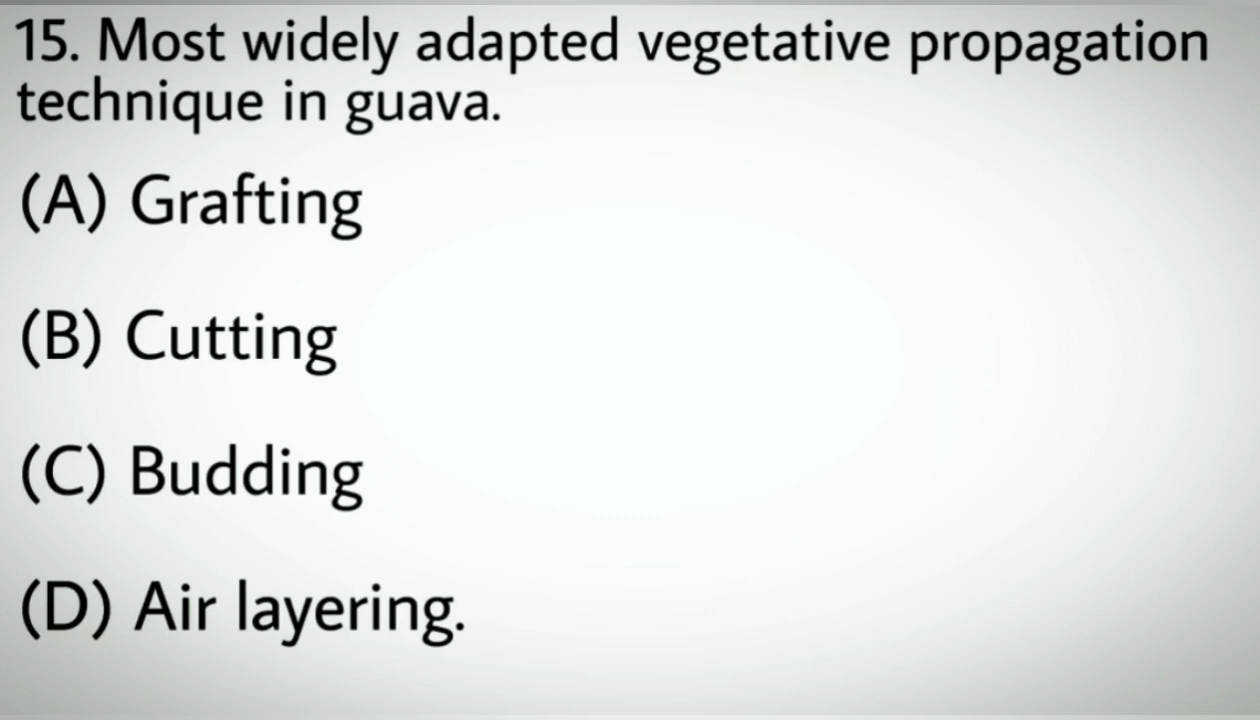 15. Most widely adapted vegetative propagation
technique in guava.
(A) Grafting
(B) Cutting
(C) Budding
(D) Air layering.